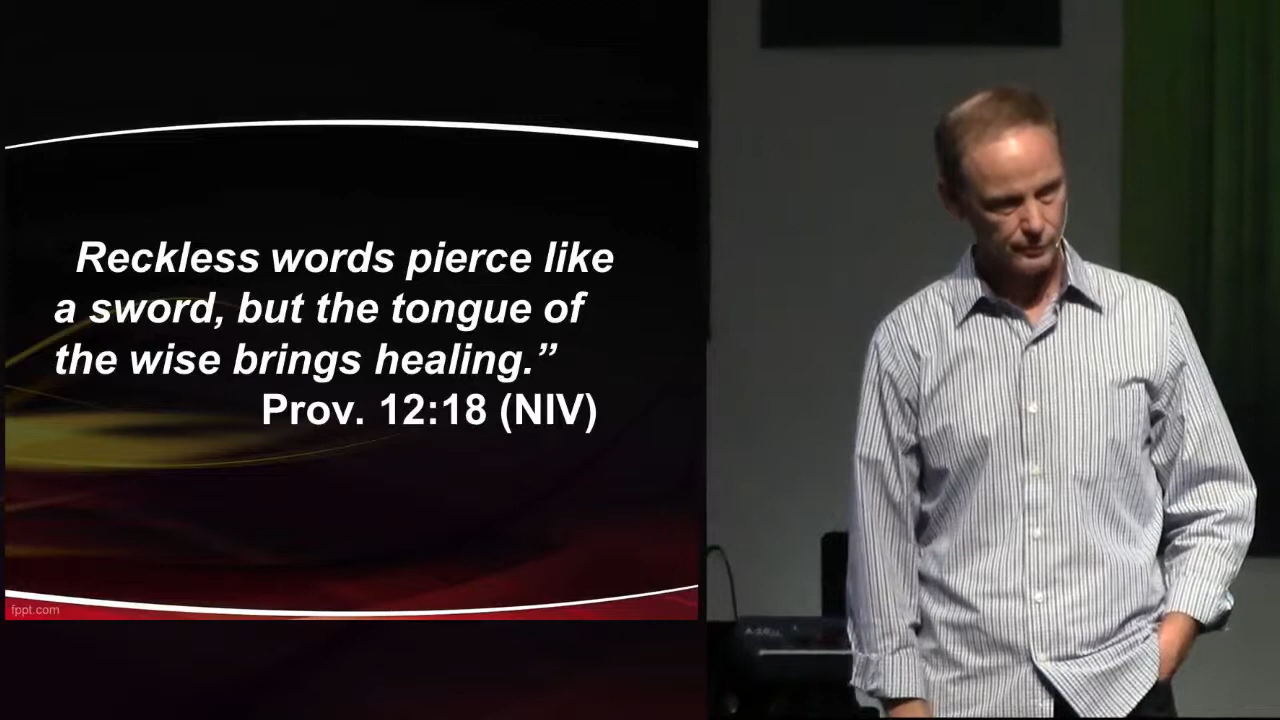 Reckless words pierce like
a sword, but the tongue of
the wise brings healing.”
Prov. 12:18 (NIV)
fppt.com